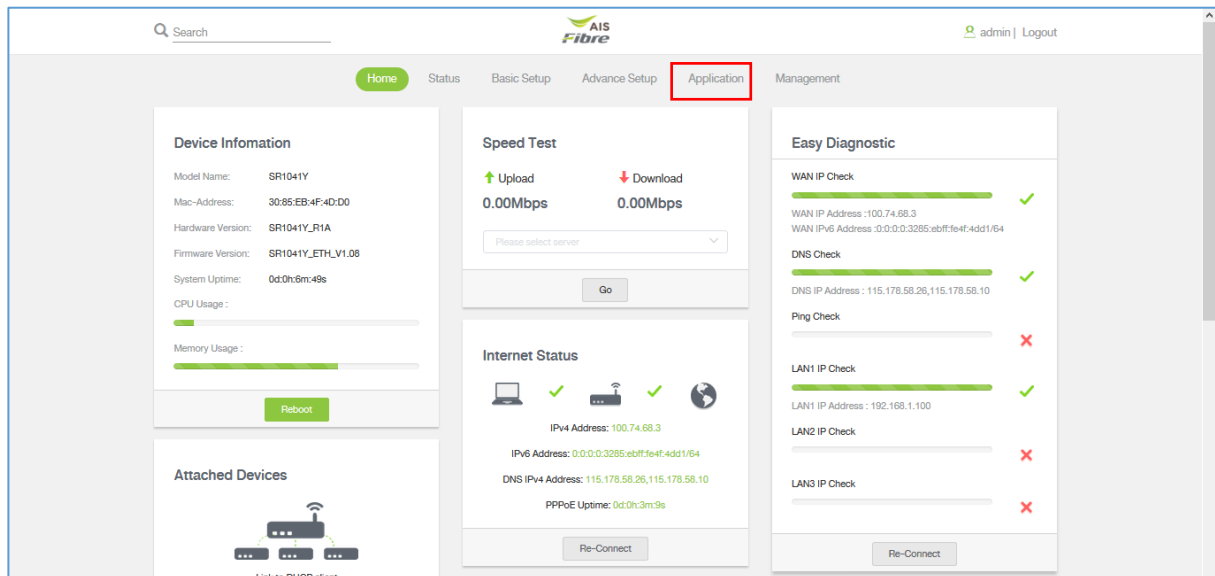 Search
AIS
Fibre
admin | Logout
Home Status Basic Setup Advance Setup Application Management
Device Infomation
Model Name: SR1041Y
Mac-Address: 30:85:EB:4F:4D:D0
Hardware Version: SR1041Y_R1A
Firmware Version: SR1041Y_ETH_V1.08
System Uptime: 0d:0h:6m:49s
CPU Usage :
Memory Usage :
Reboot
Attached Devices
Speed Test
Upload Download
0.00Mbps 0.00Mbps
Please select server
Go
Internet Status
IPv4 Address: 100.74.68.3
IPv6 Address: 0:0:0:0:3285:ebff:fe4f:4dd1/64
DNS IPv4 Address: 115.178.58.26,115.178.58.10
PPPoE Uptime: 0d:0h:3m:9s
Re-Connect
Easy Diagnostic
WAN IP Check
WAN IP Address :100.74.68.3
WAN IPv6 Address :0:0:0:0:3285:ebff:fe4f:4dd1/64
DNS Check
DNS IP Address : 115.178.58.26,115.178.58.10
Ping Check
LAN1 IP Check
LAN1 IP Address : 192.168.1.100
LAN2 IP Check
LAN3 IP Check
Re-Connect